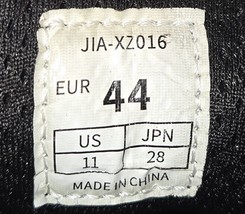 JIA-XZ016
EUR 44
US JPN
11 28
MADE IN CHINA